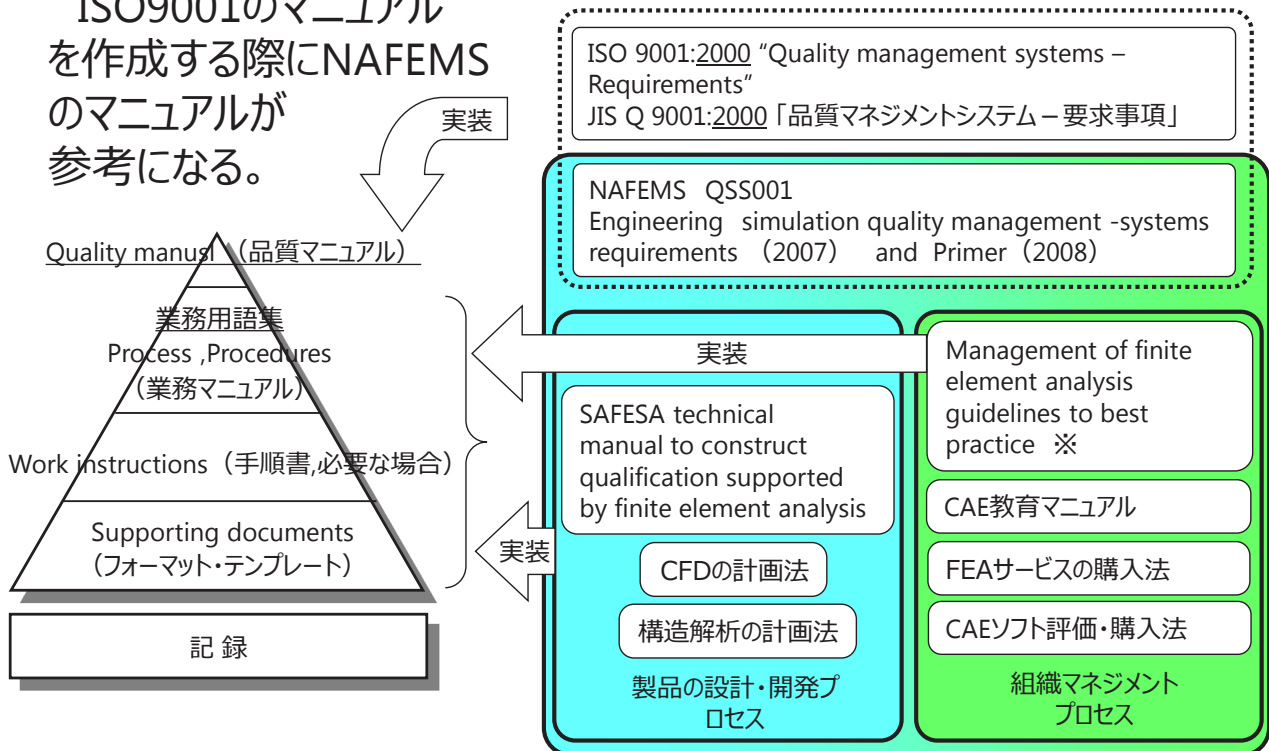 ISO9001のマニュアル
を作成する際にNAFEMS
のマニュアルが
参考になる。
実装
ISO 9001:2000 “Quality management systems –
Requirements”
JIS Q 9001:2000「品質マネジメントシステム－要求事項」
NAFEMS QSS001
Engineering simulation quality management -systems
requirements （2007） and Primer（2008）
Quality manusl （品質マニュアル）
業務用語集
Process ,Procedures
（業務マニュアル）
Work instructions（手順書,必要な場合）
Supporting documents
（フォーマット・テンプレート）
記 録
実装
実装
SAFESA technical
manual to construct
qualification supported
by finite element analysis
CFDの計画法
構造解析の計画法
製品の設計・開発プ
ロセス
Management of finite
element analysis
guidelines to best
practice ※
CAE教育マニュアル
FEAサービスの購入法
CAEソフト評価・購入法
組織マネジメント
プロセス